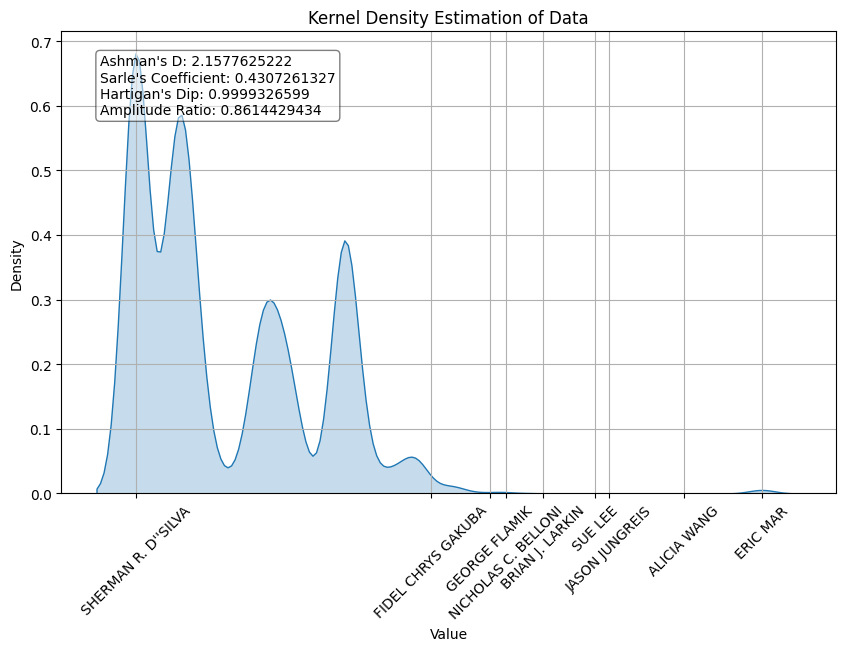 Kernel Density Estimation of Data
Ashman's D: 2.1577625222
Sarle's Coefficient: 0.4307261327
Hartigan's Dip: 0.9999326599
Amplitude Ratio: 0.8614429434
Density
0.7
0.6
0.5
0.4
0.3
0.2
0.1
0.0
SHERMAN R. D''SILVA
FIDEL CHRYS GAKUBA
GEORGE FLAMIK
NICHOLAS C. BELLONI
BRIAN J. LARKIN
SUE LEE
JASON JUNGREIS
ALICIA WANG
ERIC MAR
Value